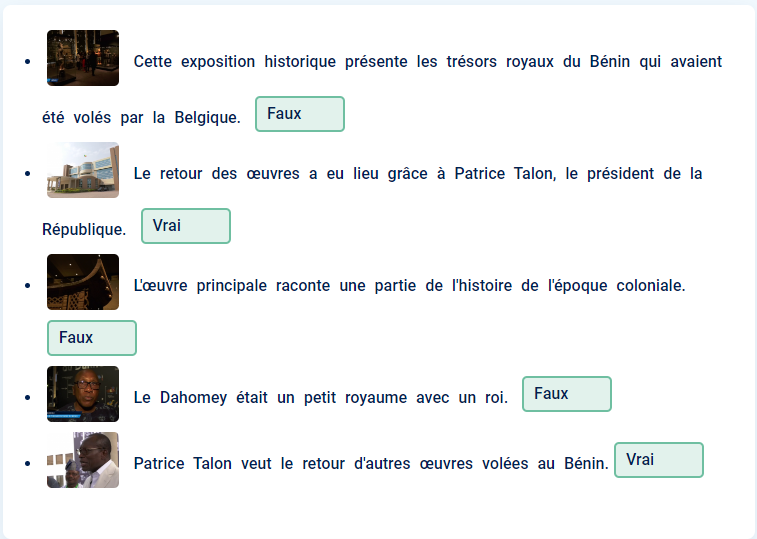 Cette exposition historique présente les trésors royaux du Bénin qui avaient
été volés par la Belgique. Faux
Le retour des œuvres a eu lieu grâce à Patrice Talon, le président de la
République. Vrai
L'œuvre principale raconte une partie de l'histoire de l'époque coloniale.
Faux
Le Dahomey était un petit royaume avec un roi. Faux
Patrice Talon veut le retour d'autres œuvres volées au Bénin. Vrai